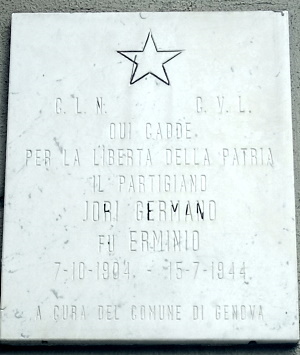 C. L. N. C. V. L.
QUI CADDE
PER LA LIBERTA DELLA PATRIA
IL PARTIGIANO
JORI GERMANO
FU ERMINIO
7-10-1904 - 15-7-1944
A CURA DEL COMUNE DI GENOVA